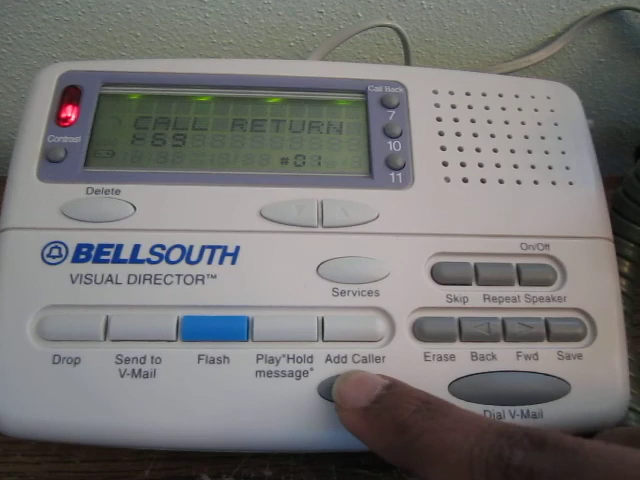 Call Back
CALL RETURN
*69
#01
7
10
11
Contrast
Delete
BELLSOUTH
VISUAL DIRECTOR™
Services
On/Off
Skip Repeat Speaker
Drop
Send to
V-Mail
Flash
Play"Hold
message"
Add Caller
Erase Back Fwd Save
Dial V-Mail